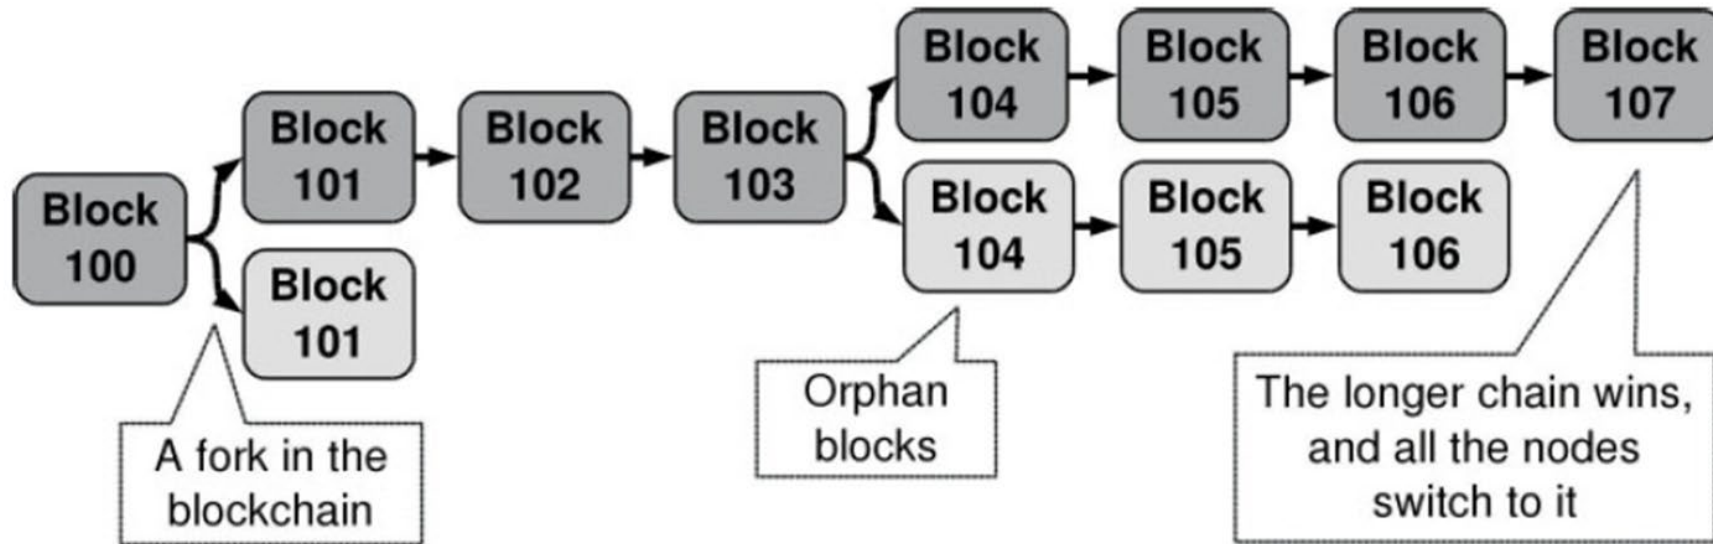 Block
100
Block
101
Block
102
Block
103
Block
104
Block
105
Block
106
Block
107
Block
101
Block
104
Block
105
Block
106
A fork in the
blockchain
Orphan
blocks
The longer chain wins,
and all the nodes
switch to it